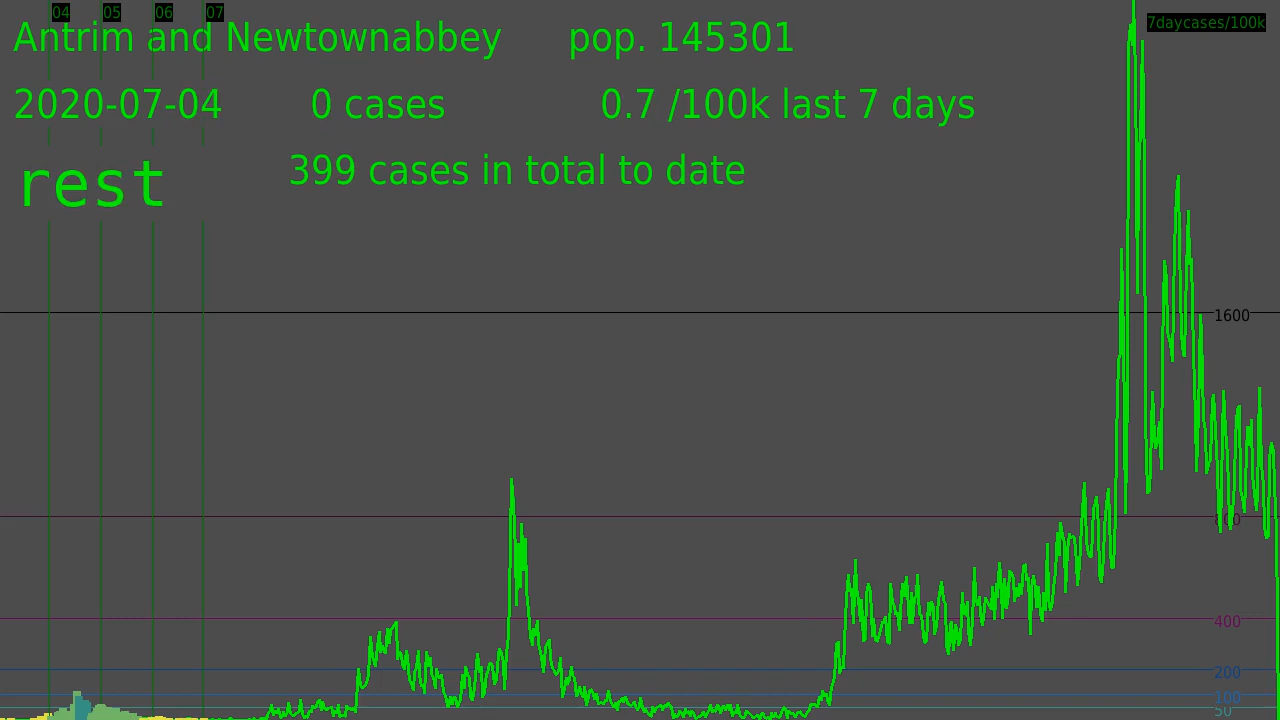 04 05 06 07
7daycases/100k
Antrim and Newtownabbey pop. 145301
2020-07-04 0 cases 0.7 /100k last 7 days
rest 399 cases in total to date
1600
800
400
200
100
50